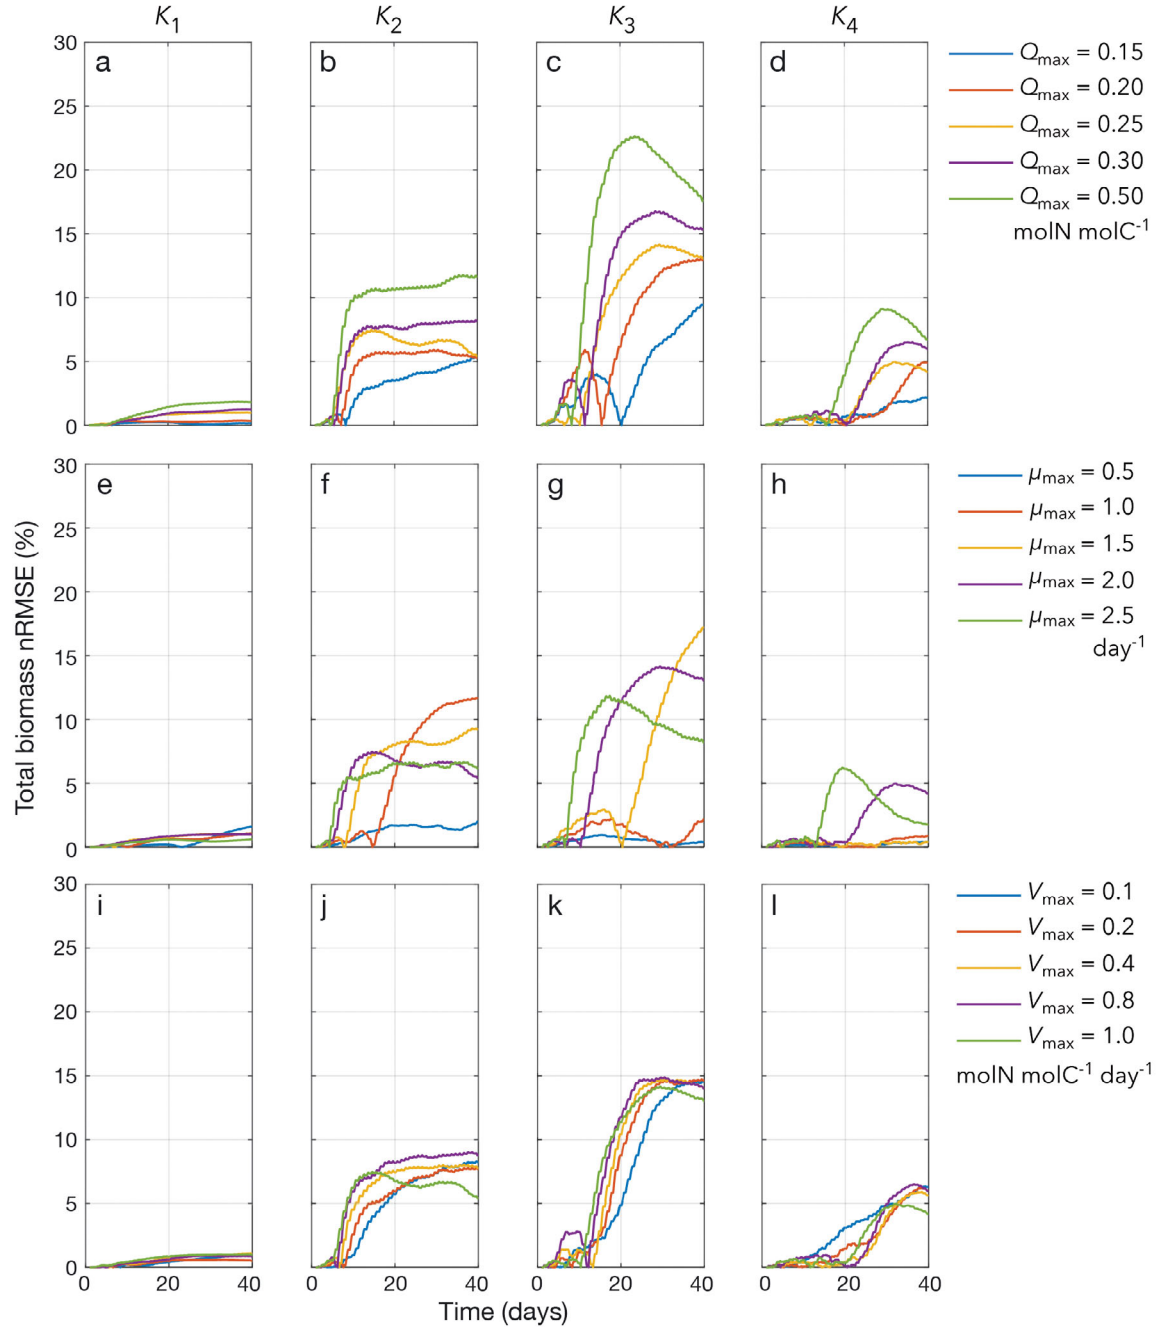 K1 K2 K3 K4
30 a b c d
25
20
15
10
5
0
Qmax = 0.15
Qmax = 0.20
Qmax = 0.25
Qmax = 0.30
Qmax = 0.50
molN molC-1
30 e f g h
25
20
15
10
5
0
Total biomass nRMSE (%)
μmax = 0.5
μmax = 1.0
μmax = 1.5
μmax = 2.0
μmax = 2.5
day-1
30 i j k l
25
20
15
10
5
0
0 20 40 0 20 40 0 20 40 0 20 40
Time (days)
Vmax = 0.1
Vmax = 0.2
Vmax = 0.4
Vmax = 0.8
Vmax = 1.0
molN molC-1 day-1